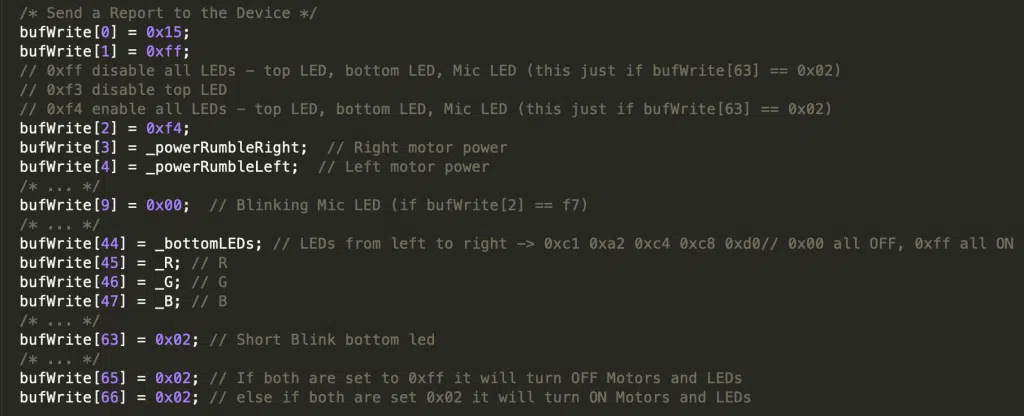 /* Send a Report to the Device */
bufWrite[0] = 0x15;
bufWrite[1] = 0xff;
// 0xff disable all LEDs – top LED, bottom LED, Mic LED (this just if bufWrite[63] == 0x02)
// 0xf3 disable top LED
// 0xf4 enable all LEDs – top LED, bottom LED, Mic LED (this just if bufWrite[63] == 0x02)
bufWrite[2] = 0xf4;
bufWrite[3] = _powerRumbleRight;  // Right motor power
bufWrite[4] = _powerRumbleLeft;  // Left motor power
/* ... */
bufWrite[9] = 0x00;  // Blinking Mic LED (if bufWrite[2] == f7)
/* ... */
bufWrite[44] = _bottomLEDs; // LEDs from left to right -> 0xc1 0xa2 0xc4 0xc8 0xd0// 0x00 all OFF, 0xff all ON
bufWrite[45] = _R; // R
bufWrite[46] = _G; // G
bufWrite[47] = _B; // B
/* ... */
bufWrite[63] = 0x02; // Short Blink bottom led
/* ... */
bufWrite[65] = 0x02; // If both are set to 0xff it will turn OFF Motors and LEDs
bufWrite[66] = 0x02; // else if both are set 0x02 it will turn ON Motors and LEDs